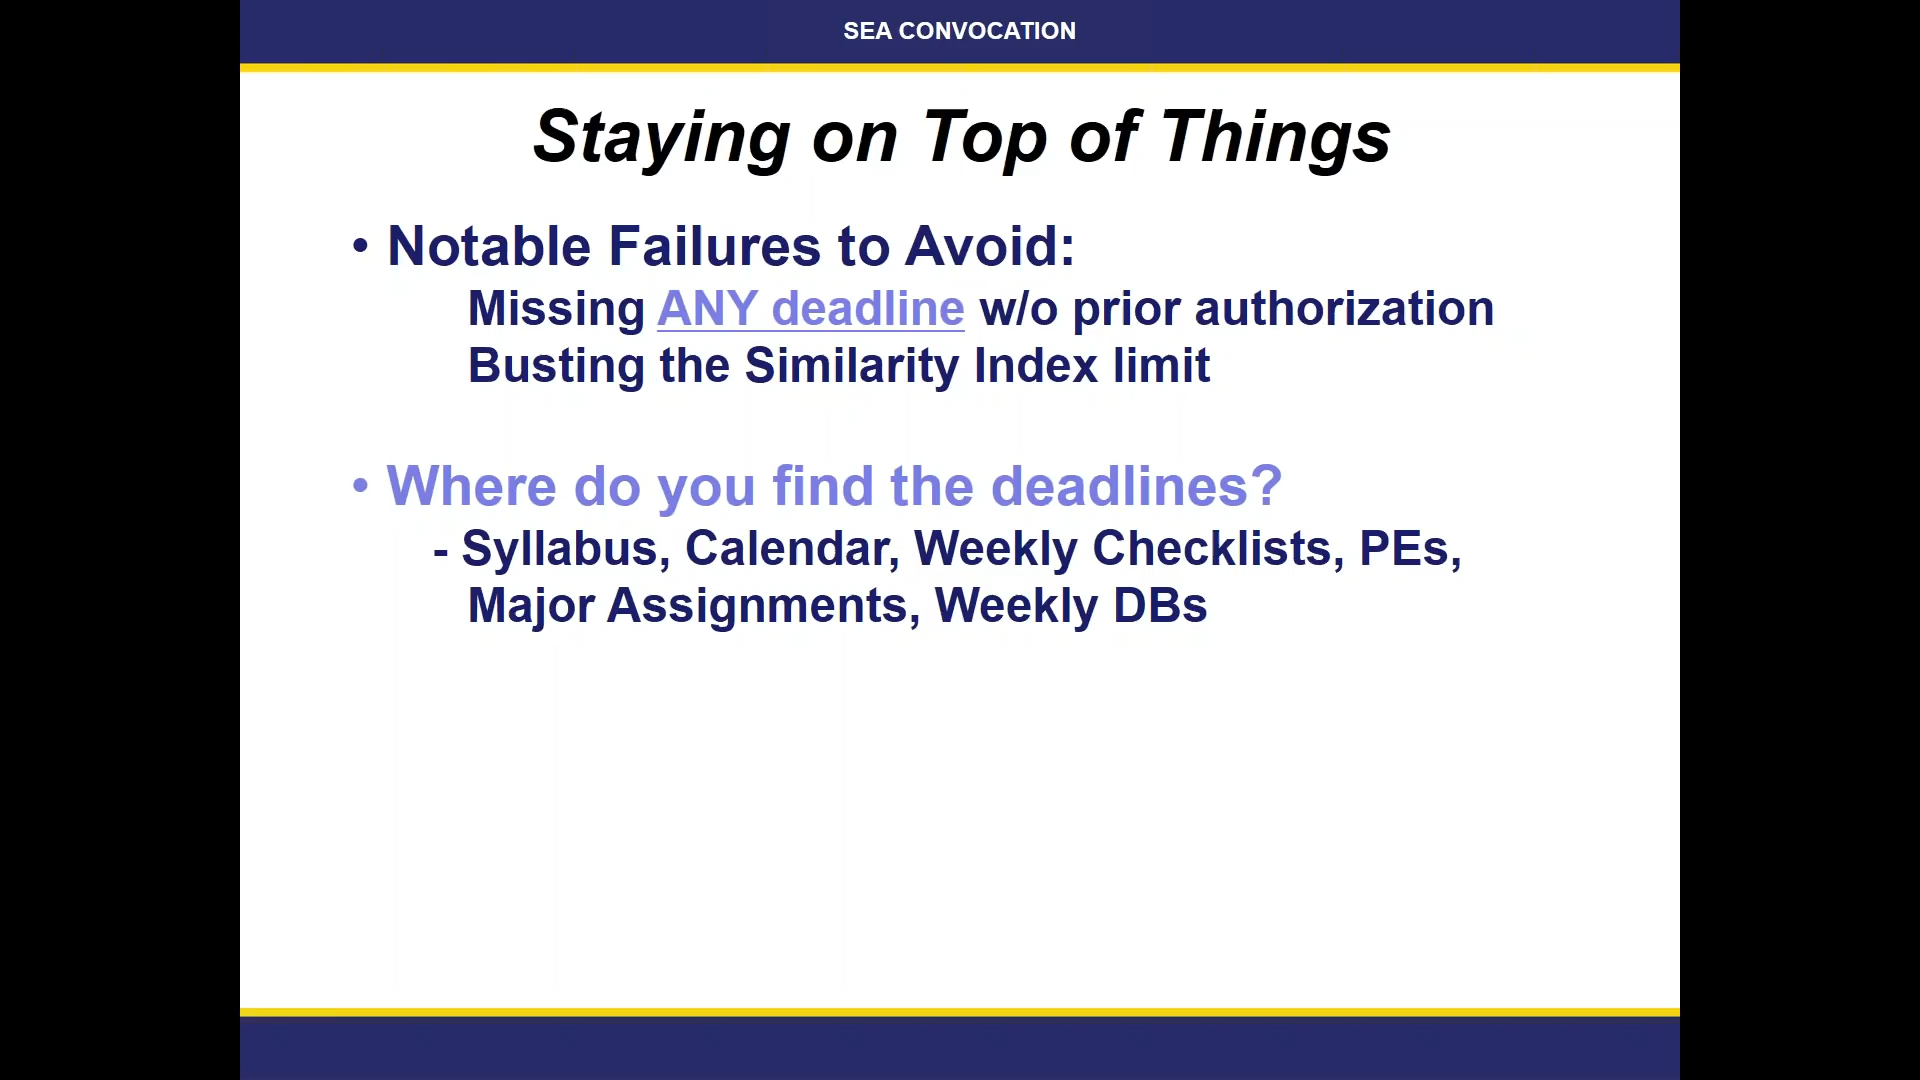 SEA CONVOCATION
Staying on Top of Things
• Notable Failures to Avoid:
Missing ANY deadline w/o prior authorization
Busting the Similarity Index limit
• Where do you find the deadlines?
- Syllabus, Calendar, Weekly Checklists, PEs,
Major Assignments, Weekly DBs